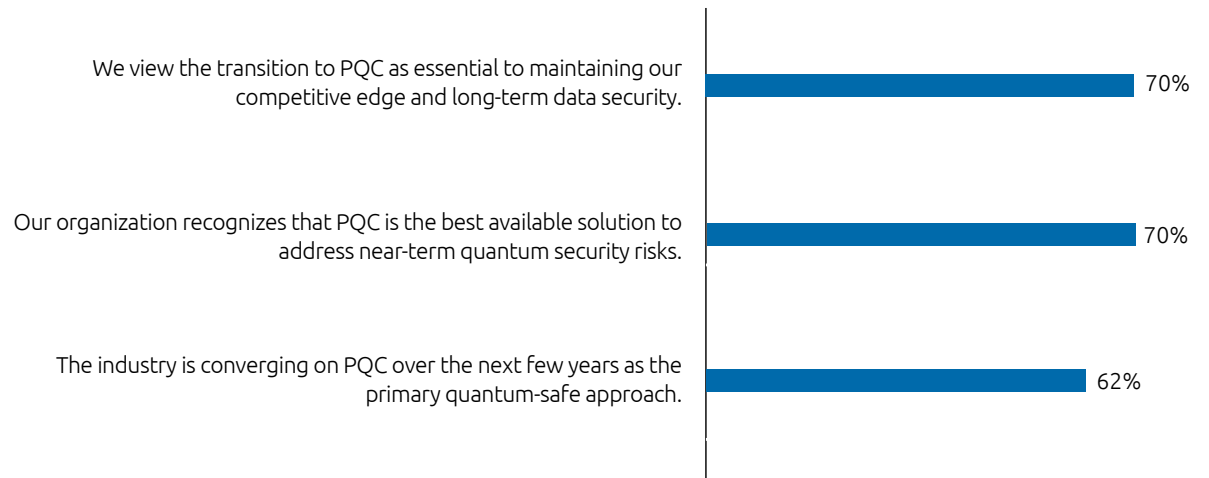 We view the transition to PQC as essential to maintaining our
competitive edge and long-term data security.
70%
Our organization recognizes that PQC is the best available solution to
address near-term quantum security risks.
70%
The industry is converging on PQC over the next few years as the
primary quantum-safe approach.
62%